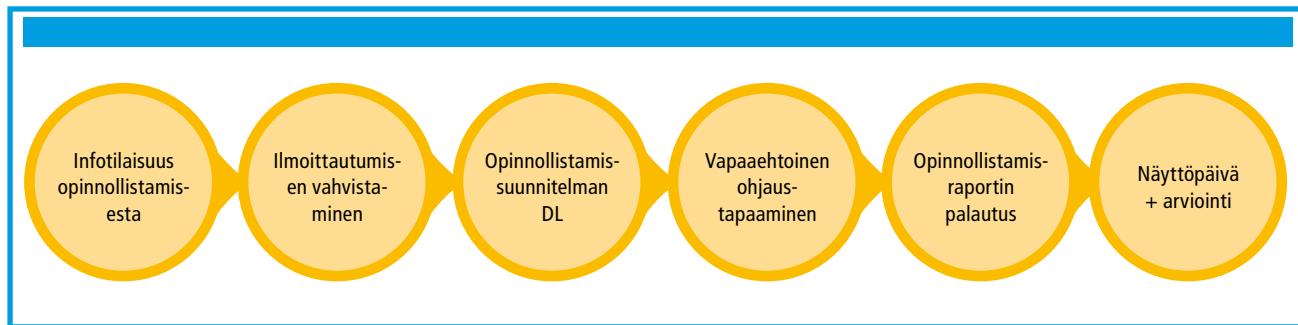 Infotilaisuus
opinnollistamis-
esta
Ilmoittautumis-
en vahvista-
minen
Opinnollistamis-
suunnitelman
DL
Vapaaehtoinen
ohjaus-
tapaaminen
Opinnollistamis-
raportin
palautus
Näyttöpäivä
+ arviointi